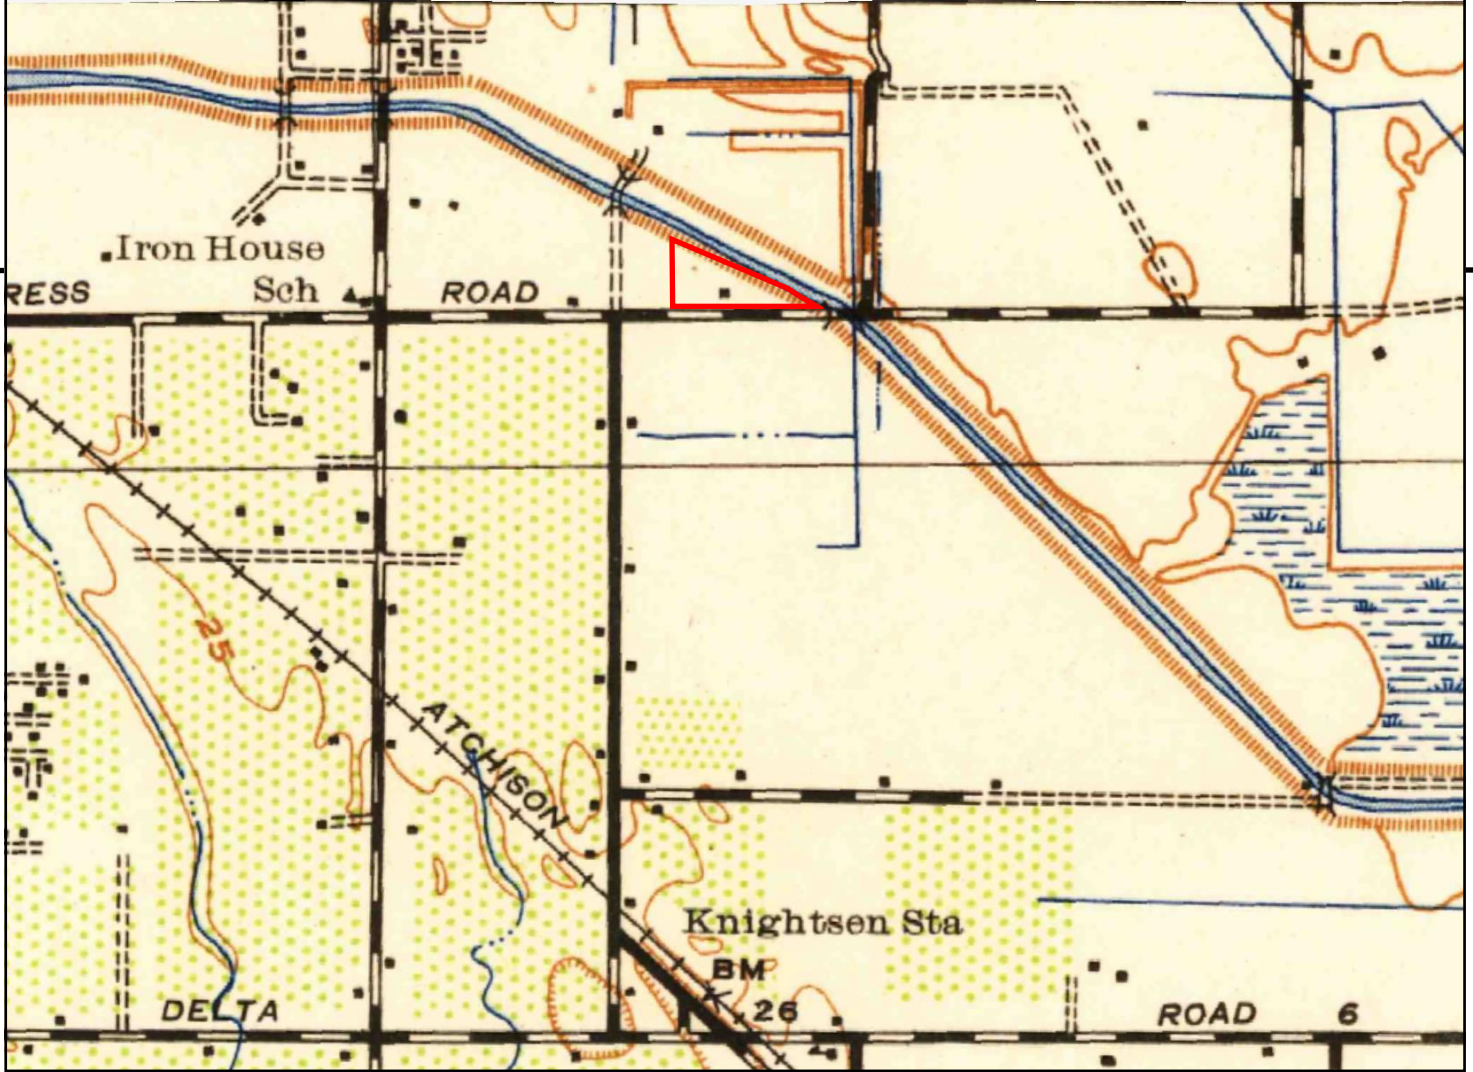 Iron House
Sch
RESS
ROAD
25
ATCHISON
Knightsen Sta
BM
26
DELTA
ROAD
6